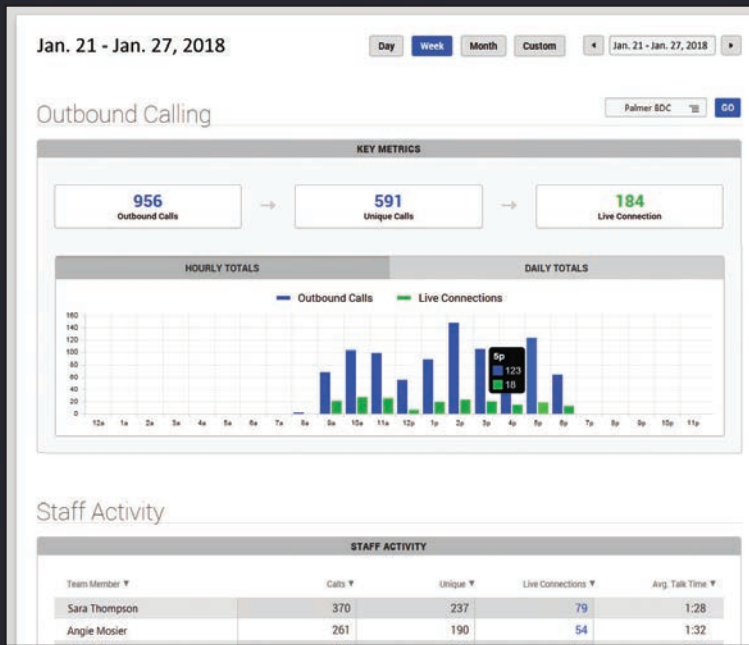 Jan. 21 - Jan. 27, 2018
Day
Week
Month
Custom
Jan. 21 - Jan. 27, 2018
Outbound Calling
Palmer BDC
GO
KEY METRICS
956
Outbound Calls
591
Unique Calls
184
Live Connection
HOURLY TOTALS
DAILY TOTALS
Outbound Calls
Live Connections
160
140
120
100
80
60
40
20
0
5p
123
18
12a 1a 2a 3a 4a 5a 6a 7a 8a 9a 10a 11a 12p 1p 2p 3p 4p 5p 6p 7p 8p 9p 10p 11p
Staff Activity
STAFF ACTIVITY
Team Member Calls Unique Live Connections Avg. Talk Time
Sara Thompson 370 237 79 1:28
Angie Mosier 261 190 54 1:32